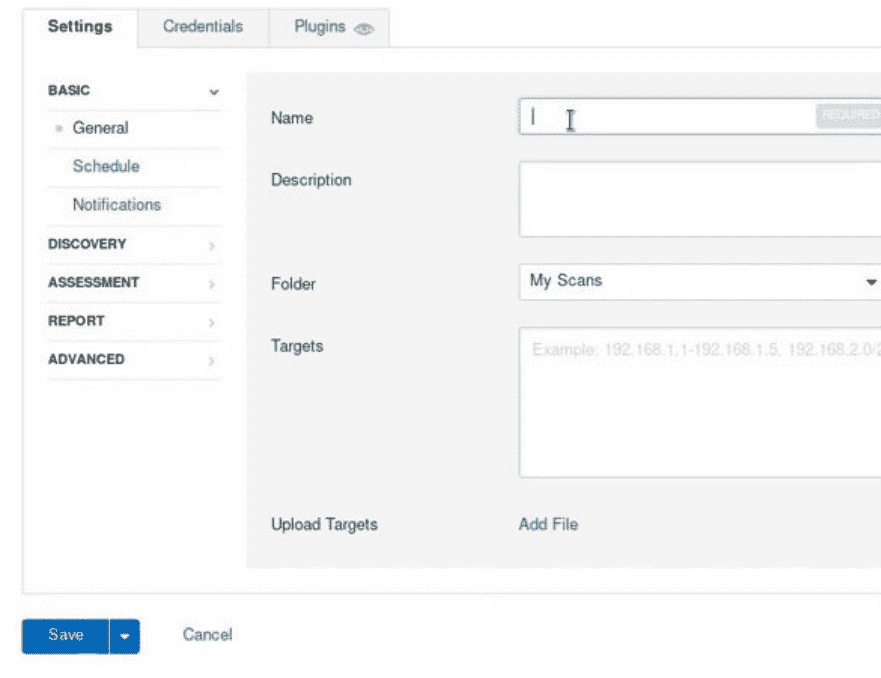 Settings Credentials Plugins
BASIC
General
Schedule
Notifications
DISCOVERY
ASSESSMENT
REPORT
ADVANCED
Name REQUIRED
Description
Folder My Scans
Targets Example: 192.168.1.1-192.168.1.5, 192.168.2.0/2
Upload Targets Add File
Save Cancel